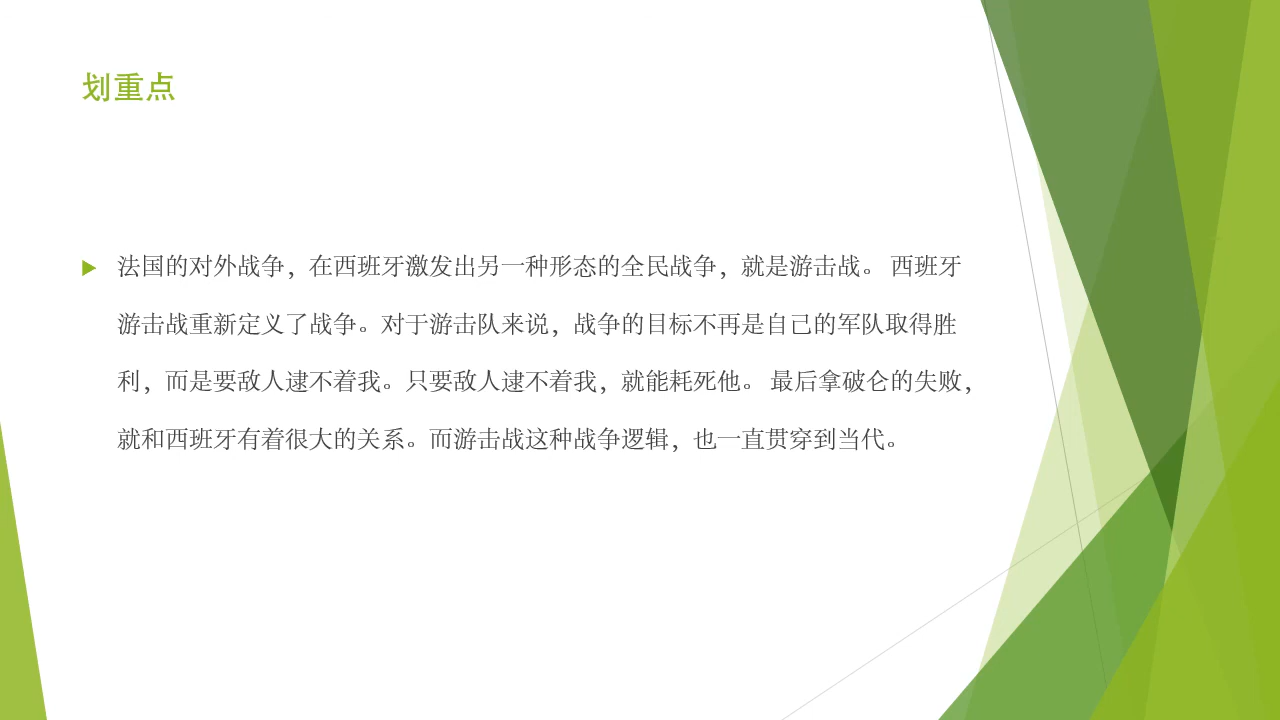 划重点
法国的对外战争，在西班牙激发出另一种形态的全民战争，就是游击战。 西班牙
游击战重新定义了战争。对于游击队来说，战争的目标不再是自己的军队取得胜
利，而是要敌人逮不着我。只要敌人逮不着我，就能耗死他。 最后拿破仑的失败，
就和西班牙有着很大的关系。而游击战这种战争逻辑，也一直贯穿到当代。